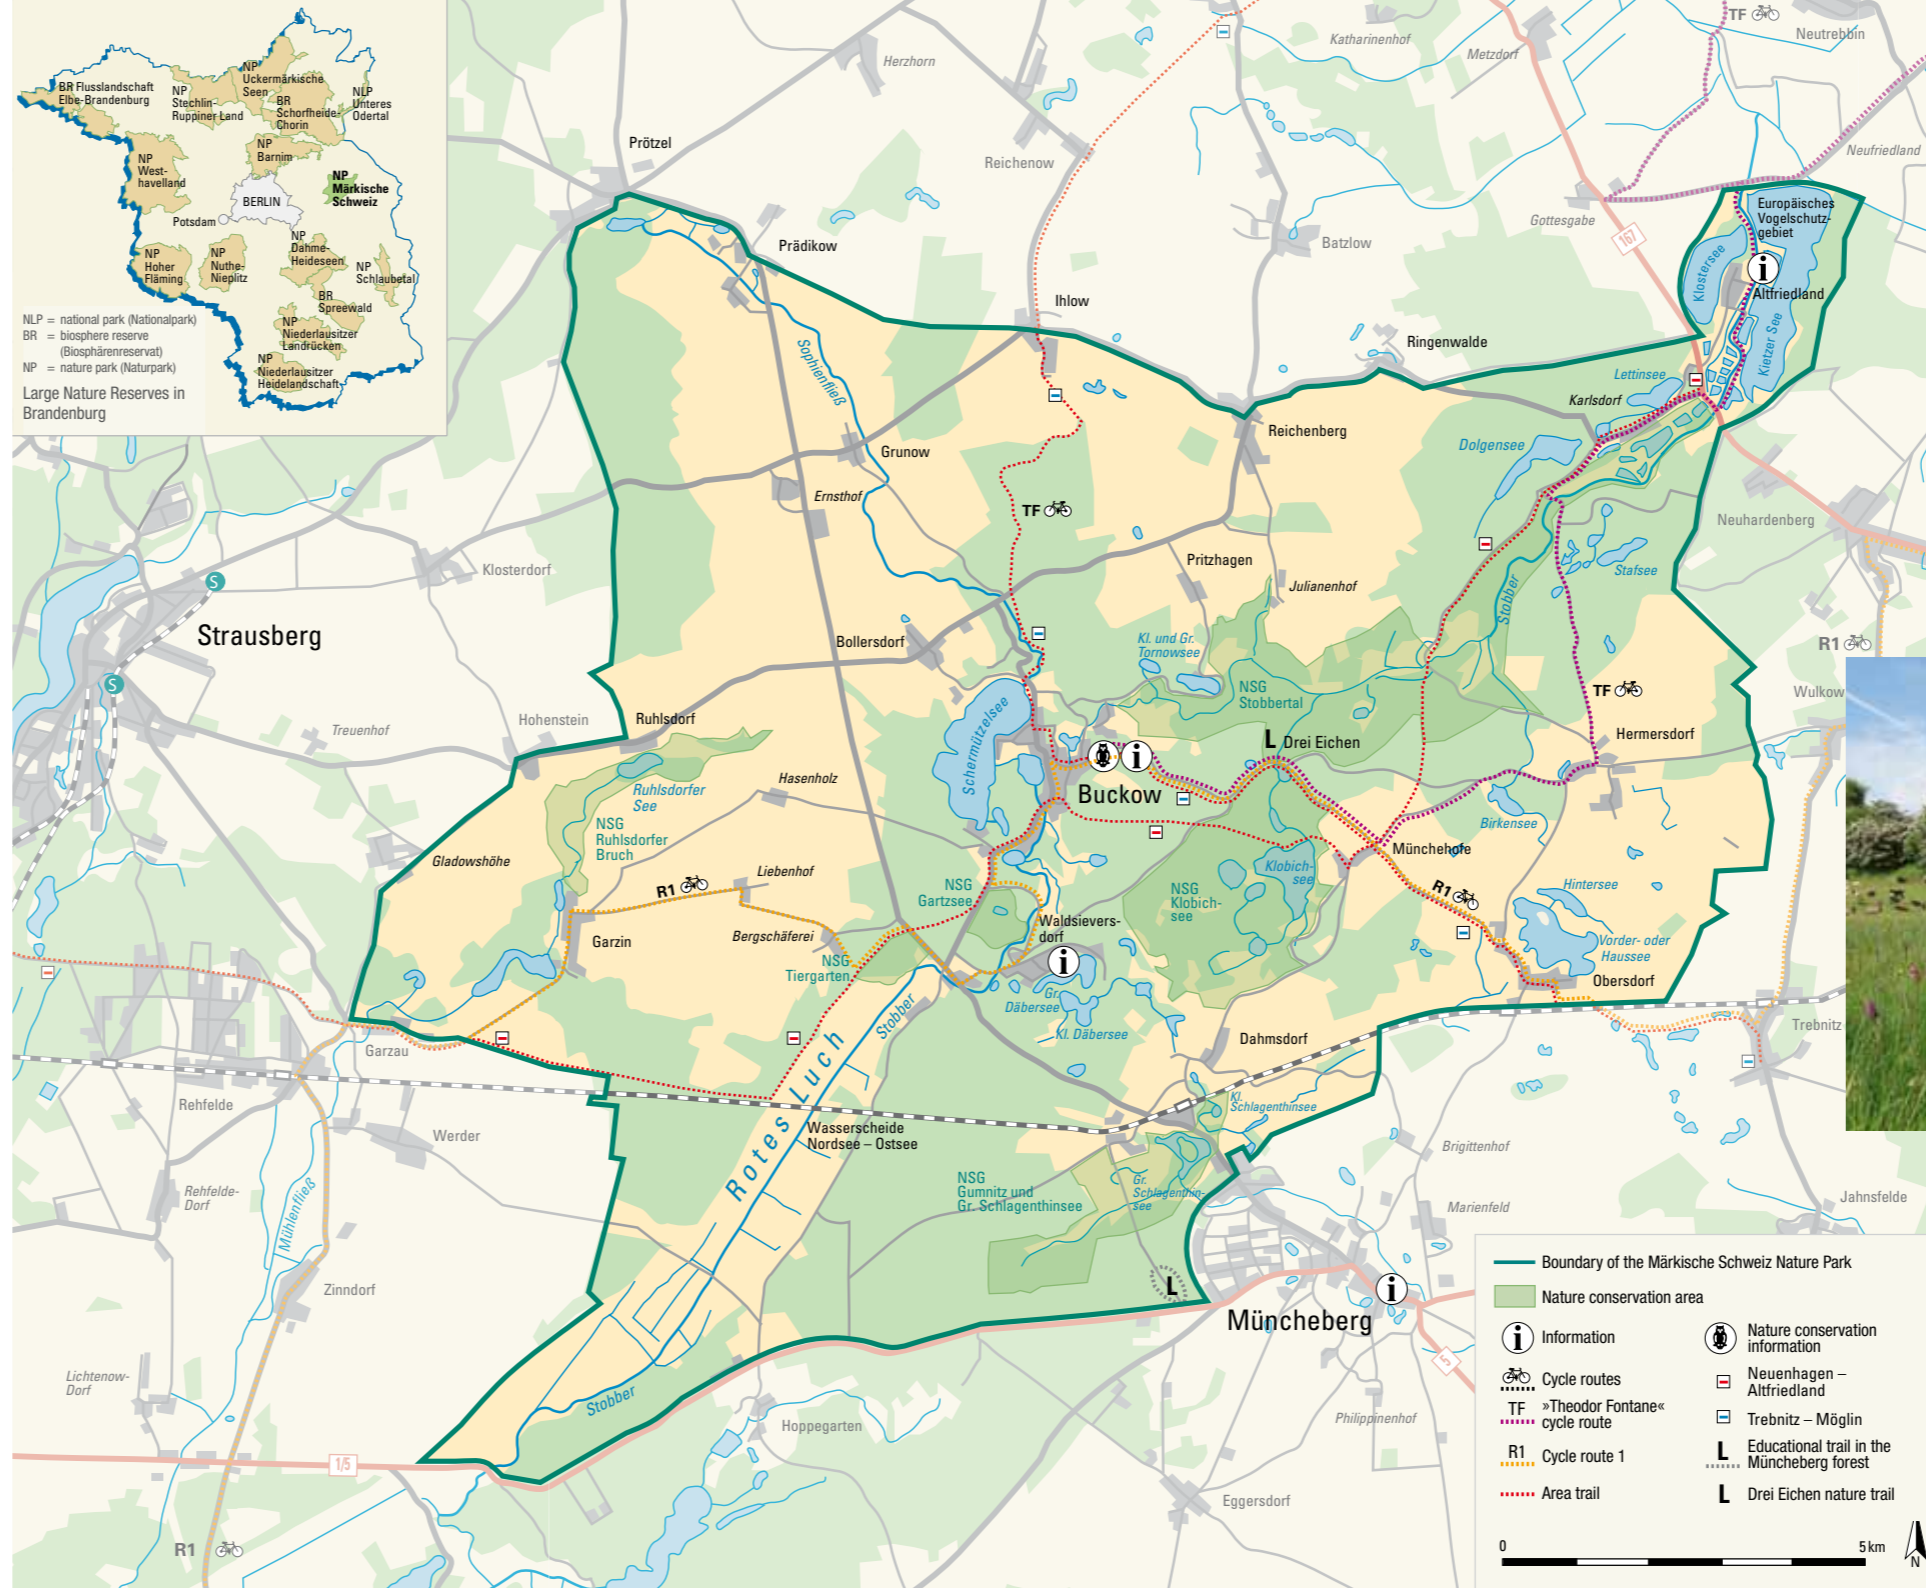 BR Flusslandschaft
Elbe-Brandenburg
NP
Stechlin-
Ruppiner Land
NP
Uckermärkische
Seen
BR
Schorfheide-
Chorin
NLP
Unteres
Odertal
NP
Barnim
NP
West-
havelland
NP
Märkische
Schweiz
BERLIN
Potsdam
NP
Hoher
Fläming
NP
Nuthe-
Nieplitz
NP
Dahme-
Heideseen
NP
Schlaubetal
BR
Spreewald
NP
Niederlausitzer
Landrücken
NP
Niederlausitzer
Heidelandschaft
NLP = national park (Nationalpark)
BR = biosphere reserve
(Biosphärenreservat)
NP = nature park (Naturpark)
Large Nature Reserves in
Brandenburg
Herzhorn
Katharinenhof
Metzdorf
TF
Neutrebbin
Prötzel
Reichenow
Neufriedland
Gottesgabe
Batzlow
167
Europäisches
Vogelschutz-
gebiet
Klostersee
i
Altfriedland
Kietzer See
Prädikow
Ihlow
Ringenwalde
Sophienfließ
Lettinsee
Karlsdorf
Reichenberg
Dolgensee
Grunow
Ernsthof
TF
Neuhardenberg
Klosterdorf
S
Strausberg
S
Pritzhagen
Julianenhof
Stafsee
Stobber
Bollersdorf
Kl. und Gr.
Tornowsee
R1
NSG
Stobbertal
TF
Wulkow
Treuenhof
Hohenstein
Ruhlsdorf
Schermützelsee
L Drei Eichen
Hermersdorf
i
Hasenholz
Ruhlsdorfer
See
Buckow
NSG
Ruhlsdorfer
Bruch
Birkensee
Gladowshöhe
Liebenhof
R1
Münchehofe
Klobich-
see
NSG
Gartzsee
NSG
Klobich-
see
R1
Hintersee
Waldsievers-
dorf
Garzin
Bergschäferei
Vorder- oder
Haussee
NSG
Tiergarten
i
Obersdorf
Gr.
Däbersee
Stobber
Kl. Däbersee
Dahmsdorf
Trebnitz
Garzau
Rehfelde
Werder
Kl.
Schlagenthinsee
Wasserscheide
Nordsee – Ostsee
Rotes Luch
Brigittenhof
Rehfelde-
Dorf
NSG
Gumnitz und
Gr. Schlagenthinsee
Gr.
Schlagenthin-
see
Marienfeld
Jahnsfelde
Mühlenfließ
Zinndorf
L
i
Müncheberg
5
Lichtenow-
Dorf
Stobber
Hoppegarten
Philippinenhof
1/5
Eggersdorf
R1
Boundary of the Märkische Schweiz Nature Park
Nature conservation area
i Information
Nature conservation
information
Cycle routes
Neuenhagen –
Altfriedland
TF »Theodor Fontane«
cycle route
Trebnitz – Möglin
R1 Cycle route 1
L Educational trail in the
Müncheberg forest
Area trail
L Drei Eichen nature trail
0 5 km
N